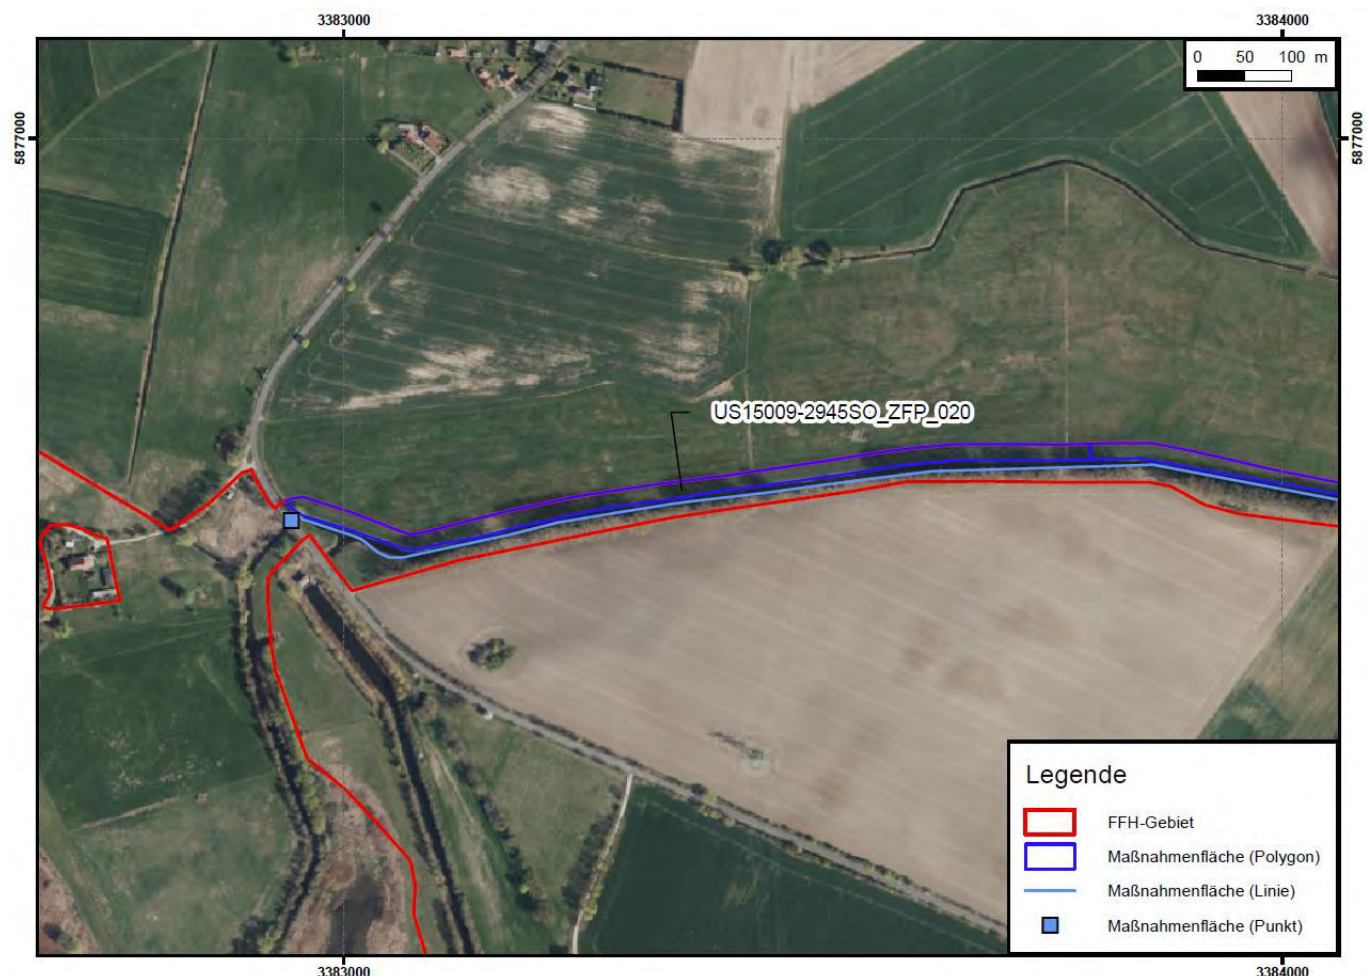 3383000 3384000
0 50 100 m
5877000 5877000
US15009-2945SO_ZFP_020
Legende
FFH-Gebiet
Maßnahmenfläche (Polygon)
Maßnahmenfläche (Linie)
Maßnahmenfläche (Punkt)
3383000 3384000